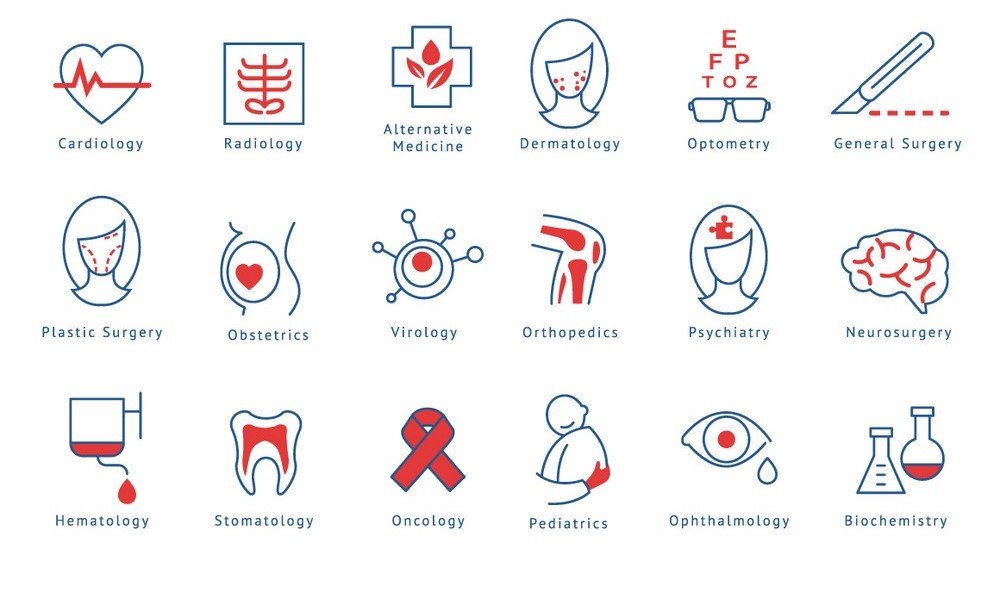 E
F P
T O Z
Cardiology
Radiology
Alternative
Medicine
Dermatology
Optometry
General Surgery
Plastic Surgery
Obstetrics
Virology
Orthopedics
Psychiatry
Neurosurgery
Hematology
Stomatology
Oncology
Pediatrics
Ophthalmology
Biochemistry